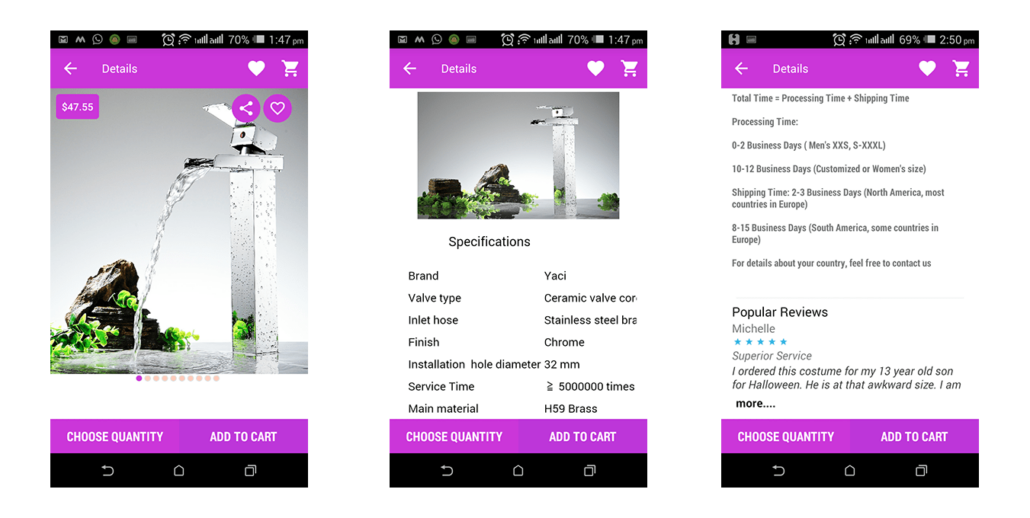 70% 1:47 pm
Details
$47.55
CHOOSE QUANTITY ADD TO CART
70% 1:47 pm
Details
Specifications
Brand Yaci
Valve type Ceramic valve cor
Inlet hose Stainless steel bra
Finish Chrome
Installation hole diameter 32 mm
Service Time ≧ 5000000 times
Main material H59 Brass
CHOOSE QUANTITY ADD TO CART
69% 2:50 pm
Details
Total Time = Processing Time + Shipping Time
Processing Time:
0-2 Business Days ( Men's XXS, S-XXXL)
10-12 Business Days (Customized or Women's size)
Shipping Time: 2-3 Business Days (North America, most
countries in Europe)
8-15 Business Days (South America, some countries in
Europe)
For details about your country, feel free to contact us
Popular Reviews
Michelle
Superior Service
I ordered this costume for my 13 year old son
for Halloween. He is at that awkward size. I am
more....
CHOOSE QUANTITY ADD TO CART